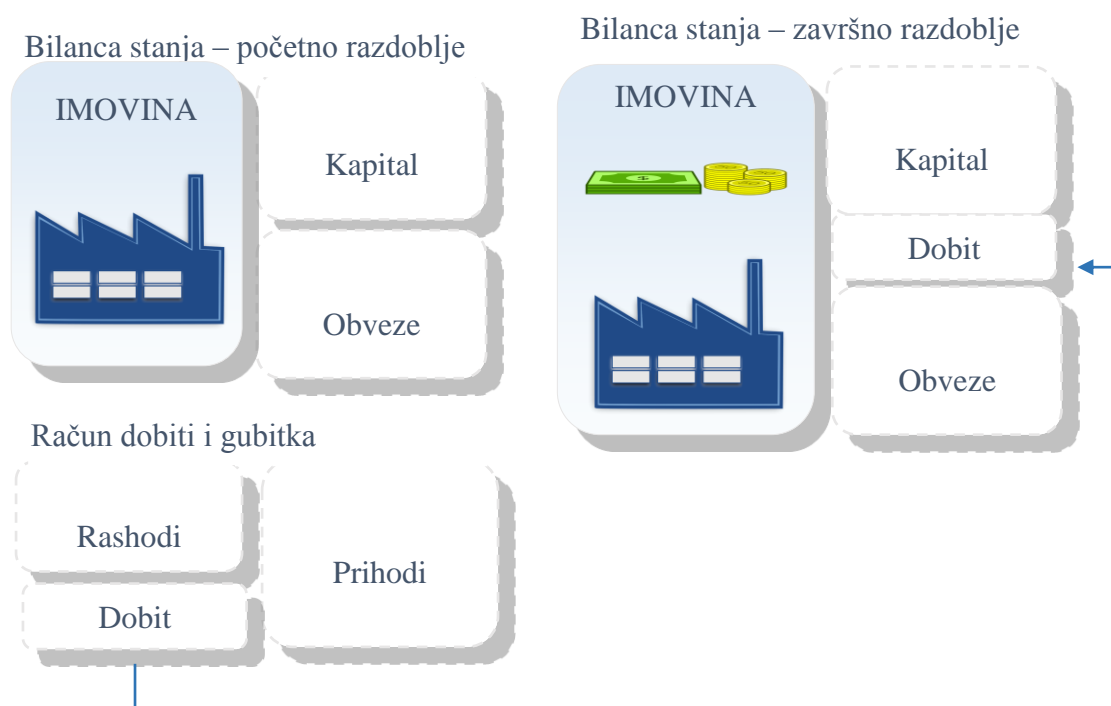 Bilanca stanja – početno razdoblje
IMOVINA
Kapital
Obveze
Bilanca stanja – završno razdoblje
IMOVINA
Kapital
Dobit
Obveze
Račun dobiti i gubitka
Rashodi
Dobit
Prihodi